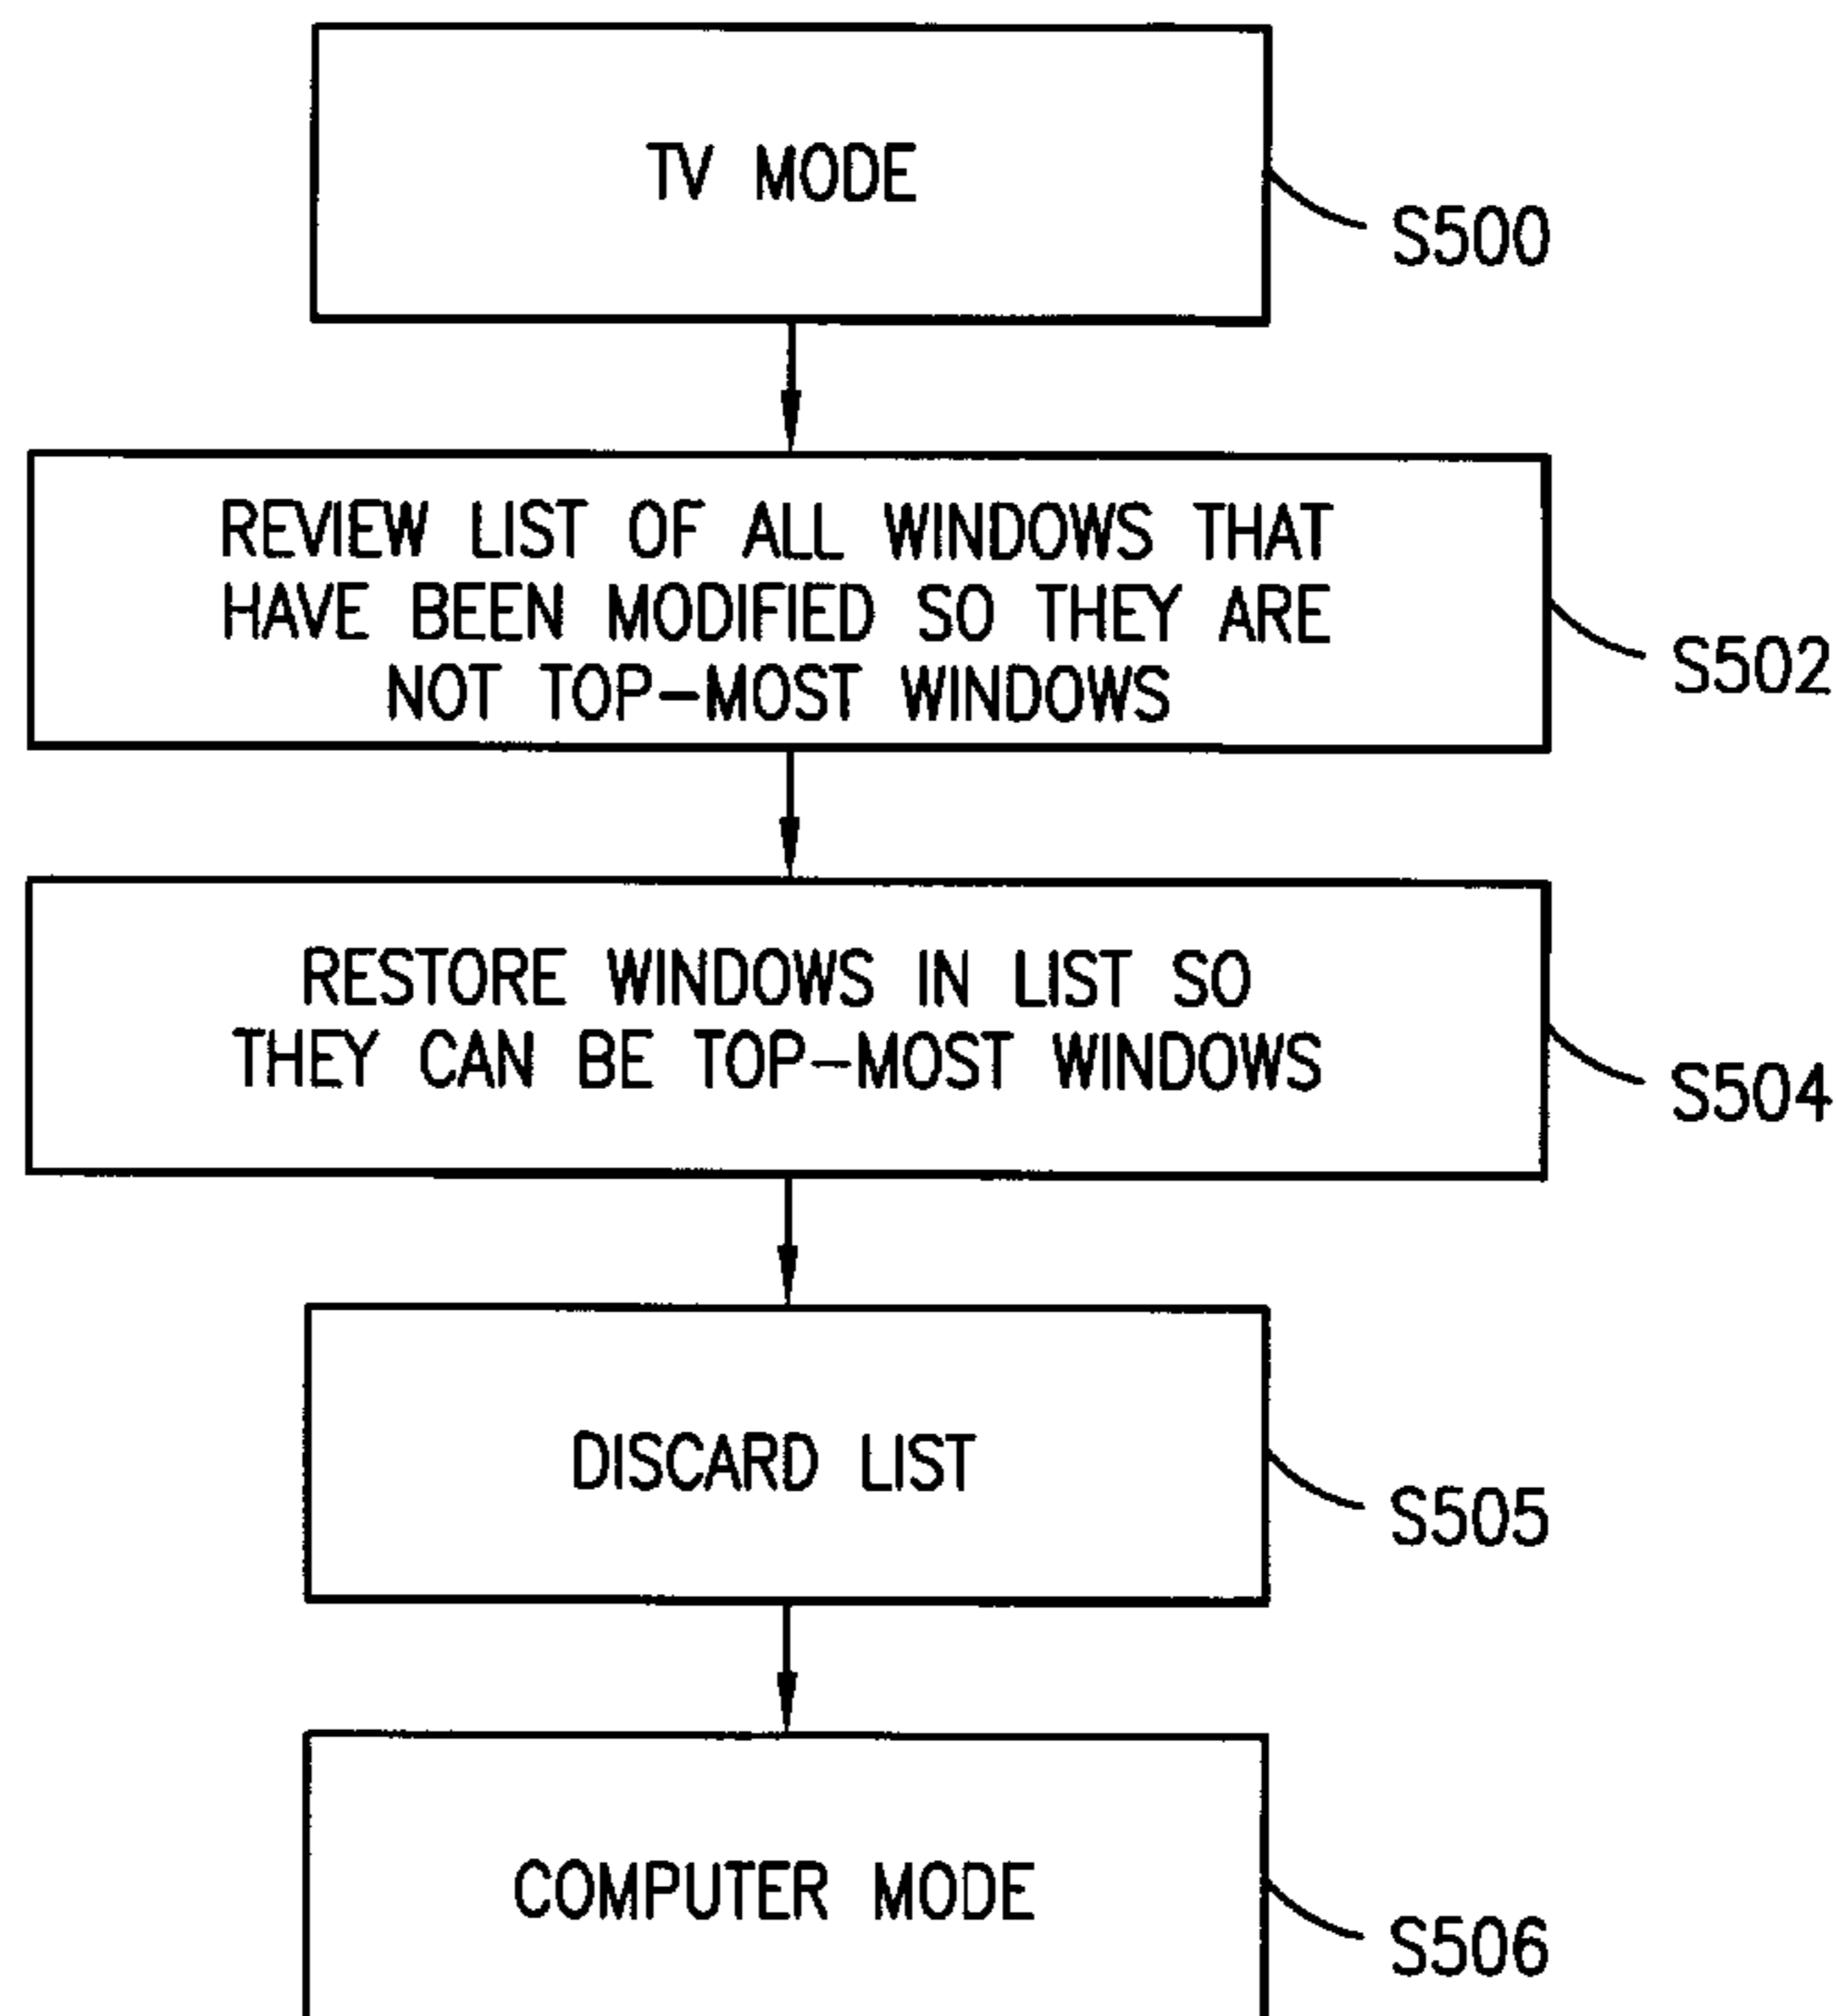 TV MODE
S500
REVIEW LIST OF ALL WINDOWS THAT
HAVE BEEN MODIFIED SO THEY ARE
NOT TOP-MOST WINDOWS
S502
RESTORE WINDOWS IN LIST SO
THEY CAN BE TOP-MOST WINDOWS
S504
DISCARD LIST
S505
COMPUTER MODE
S506